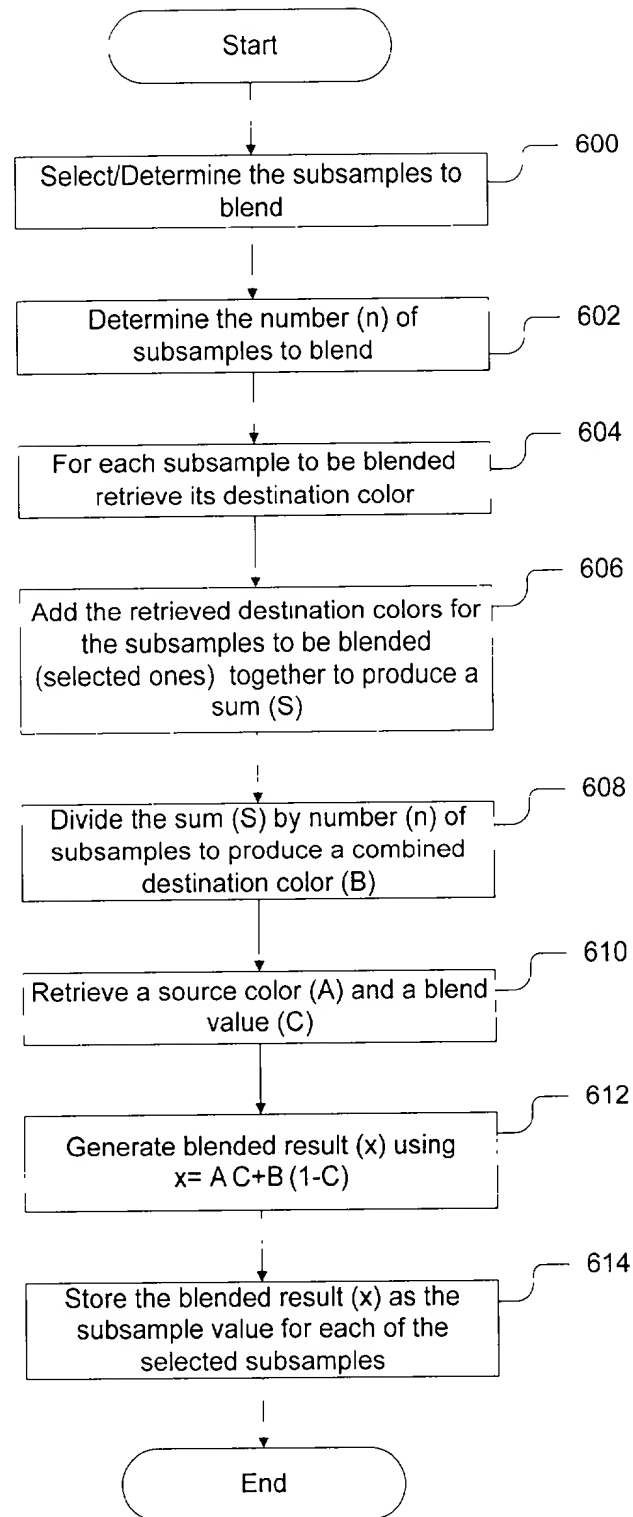 Start
600
Select/Determine the subsamples to
blend
602
Determine the number (n) of
subsamples to blend
604
For each subsample to be blended
retrieve its destination color
606
Add the retrieved destination colors for
the subsamples to be blended
(selected ones) together to produce a
sum (S)
608
Divide the sum (S) by number (n) of
subsamples to produce a combined
destination color (B)
610
Retrieve a source color (A) and a blend
value (C)
612
Generate blended result (x) using
x= A C+B (1-C)
614
Store the blended result (x) as the
subsample value for each of the
selected subsamples
End